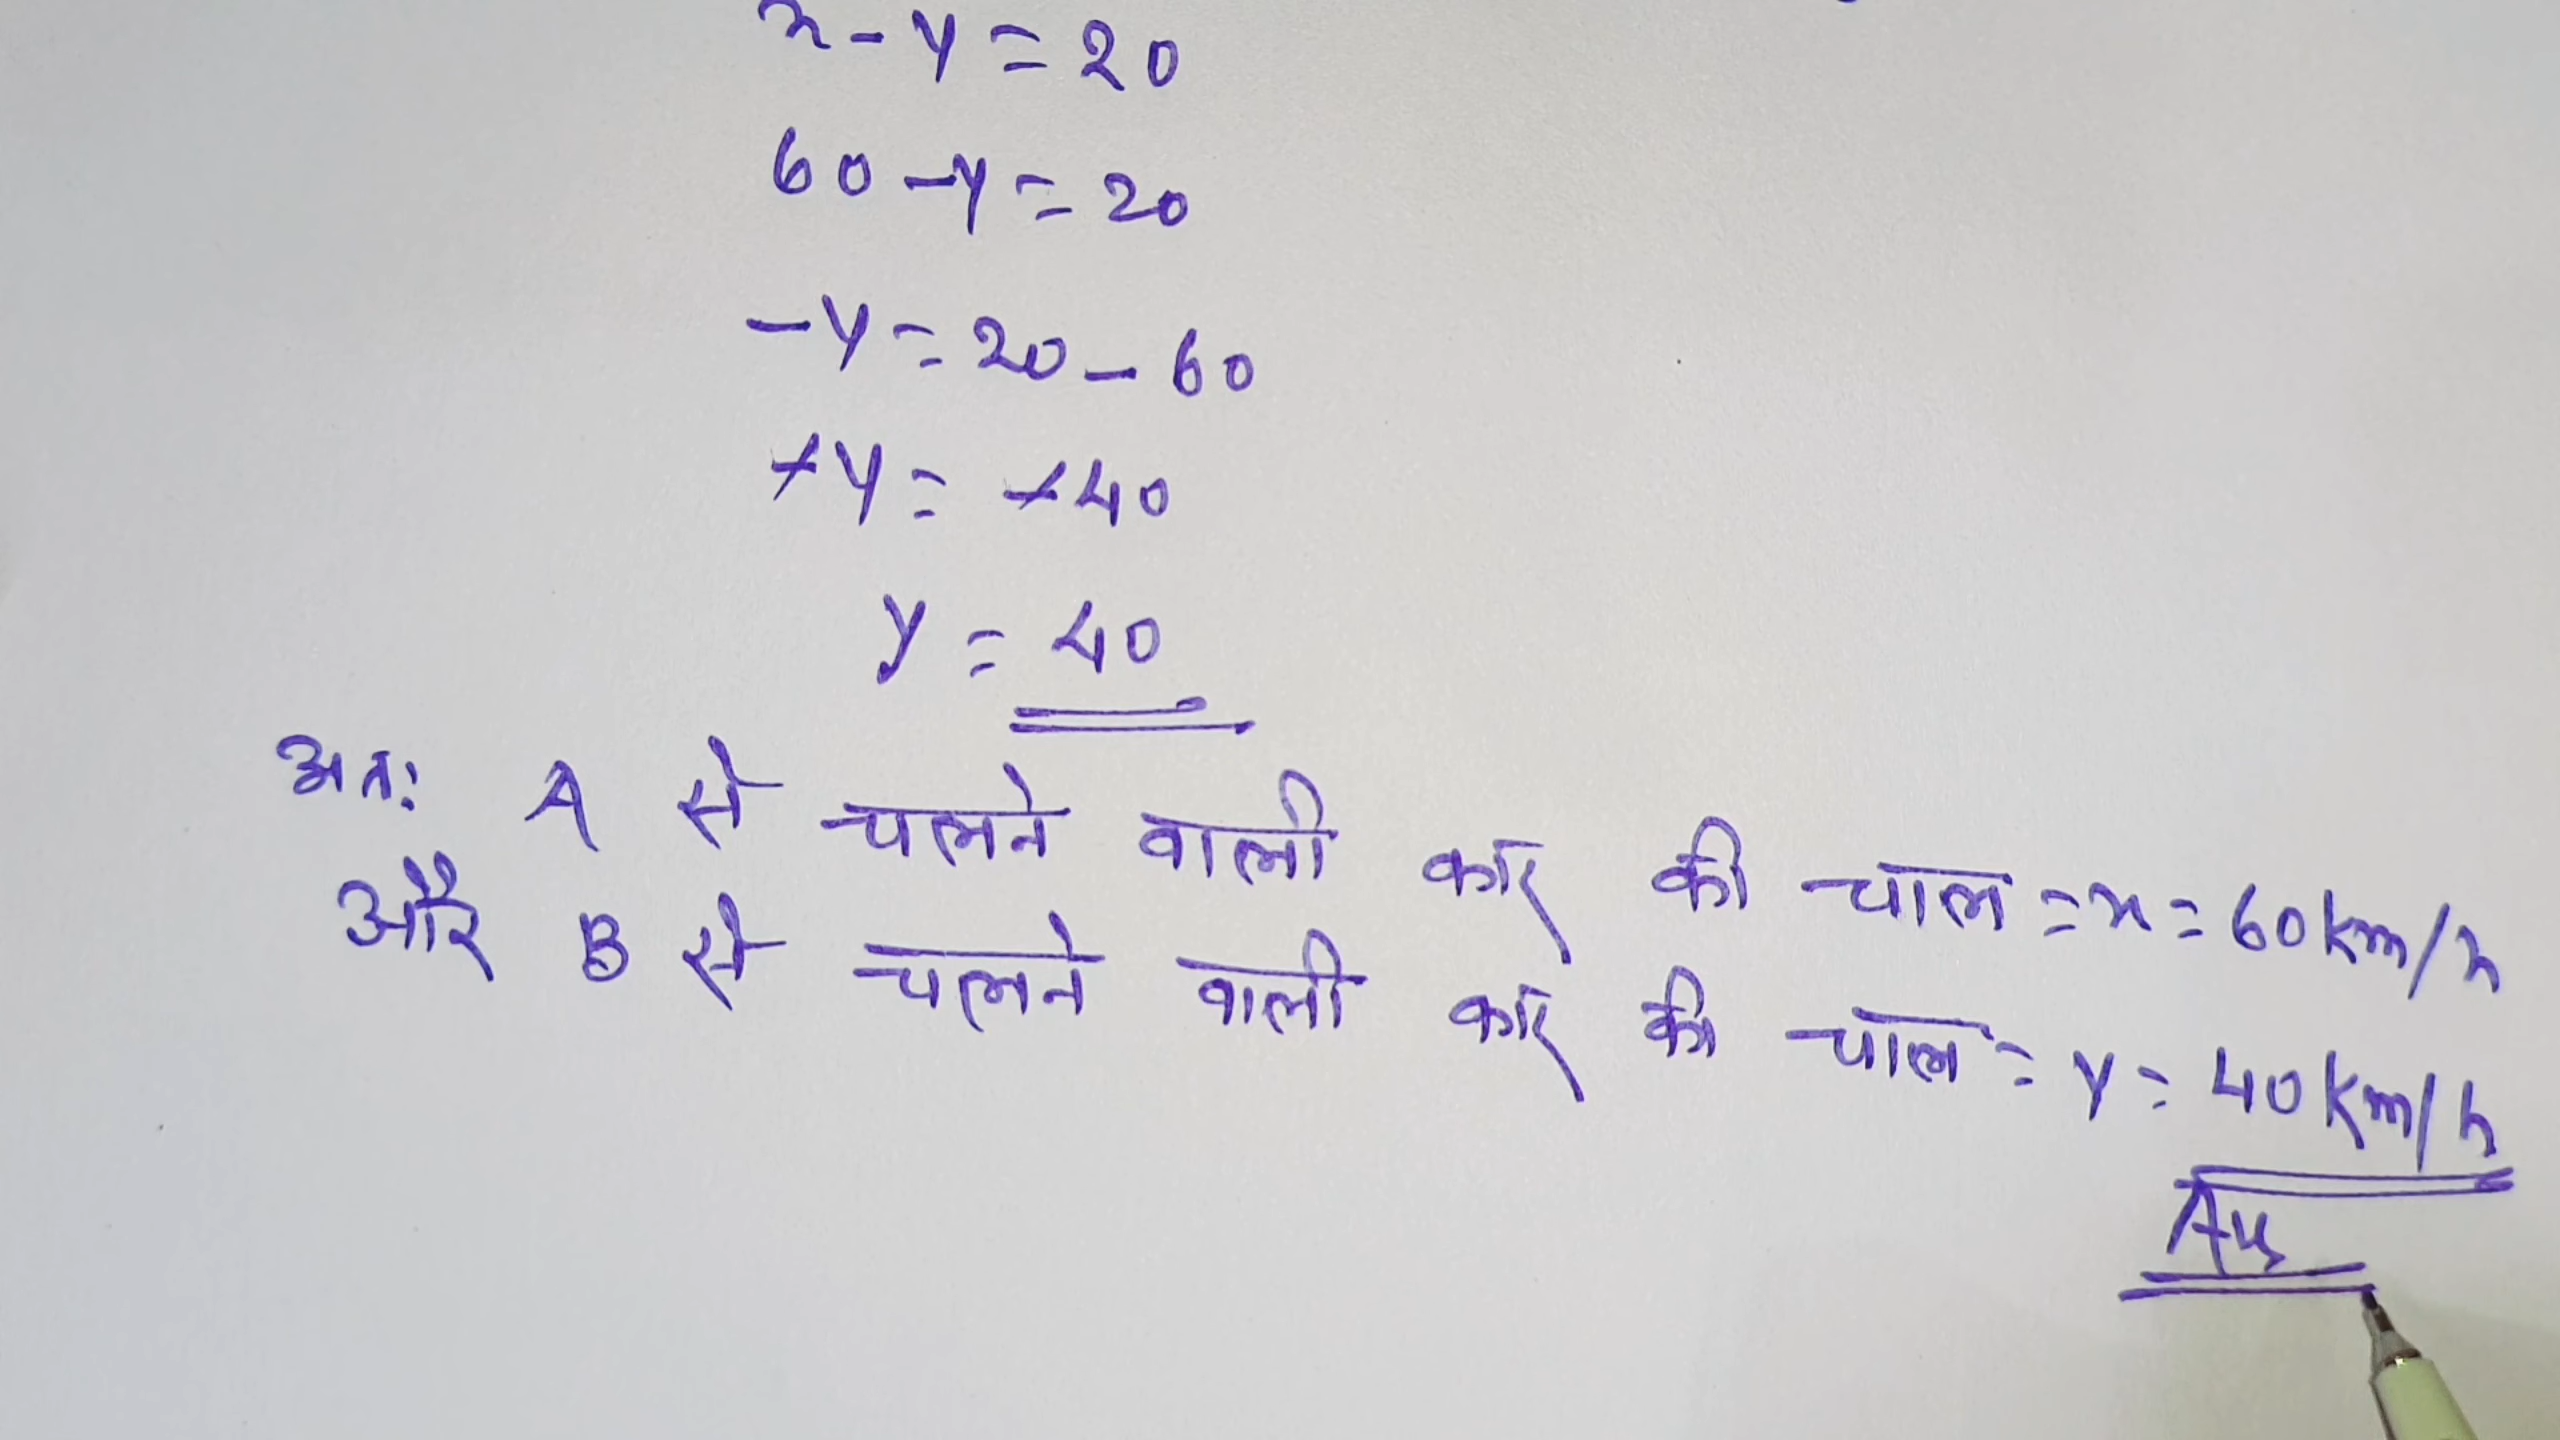 x - y = 20
60 - y = 20
-y = 20 - 60
-y = -40
y = 40
अतः A से चलने वाली कार की चाल = x = 60 km/h
और B से चलने वाली कार की चाल = y = 40 km/h
Ans